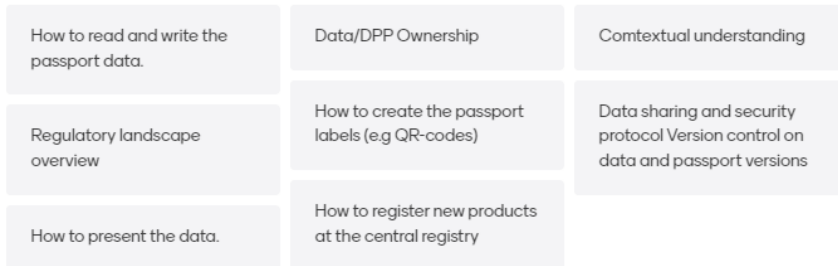 How to read and write the
passport data.
Regulatory landscape
overview
How to present the data.
Data/DPP Ownership
How to create the passport
labels (e.g QR-codes)
How to register new products
at the central registry
Comtextual understanding
Data sharing and security
protocol Version control on
data and passport versions